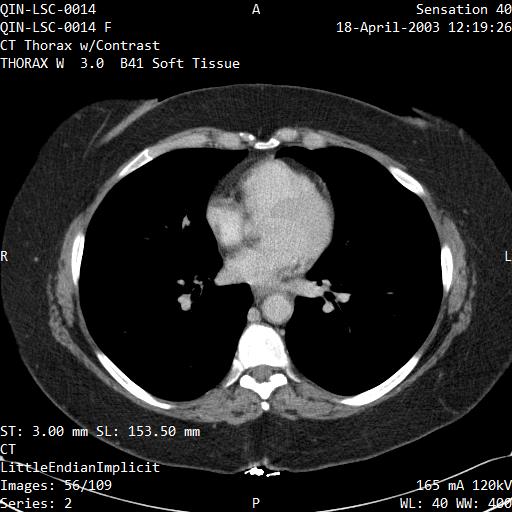 QIN-LSC-0014
A
Sensation 40
QIN-LSC-0014 F
18-April-2003 12:19:26
CT Thorax w/Contrast
THORAX W 3.0 B41 Soft Tissue
R
L
ST: 3.00 mm SL: 153.50 mm
CT
LittleEndianImplicit
Images: 56/109
165 mA 120kV
Series: 2
P
WL: 40 WW: 400